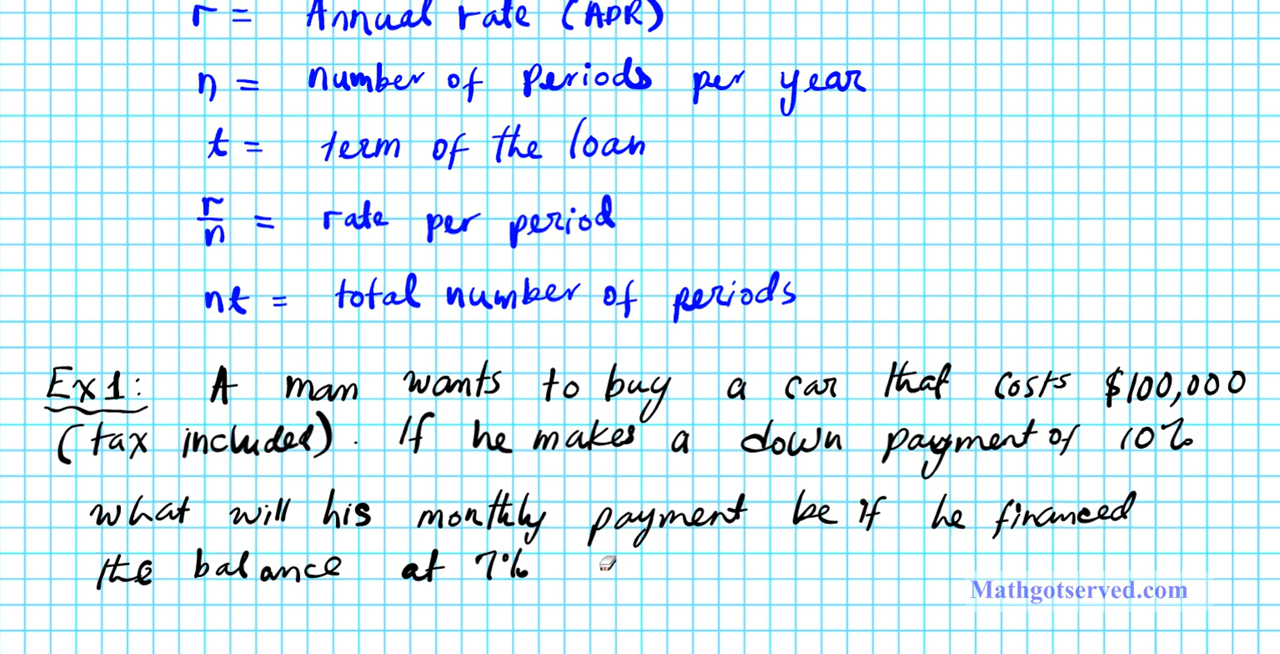 r = Annual rate (APR)
n = number of Periods per year
t = term of the loan
r/n = rate per period
nt = total number of periods
Ex1: A man wants to buy a car that costs $100,000
(tax included). If he makes a down payment of 10%
what will his monthly payment be if he financed
the balance at 7%
Mathgotserved.com